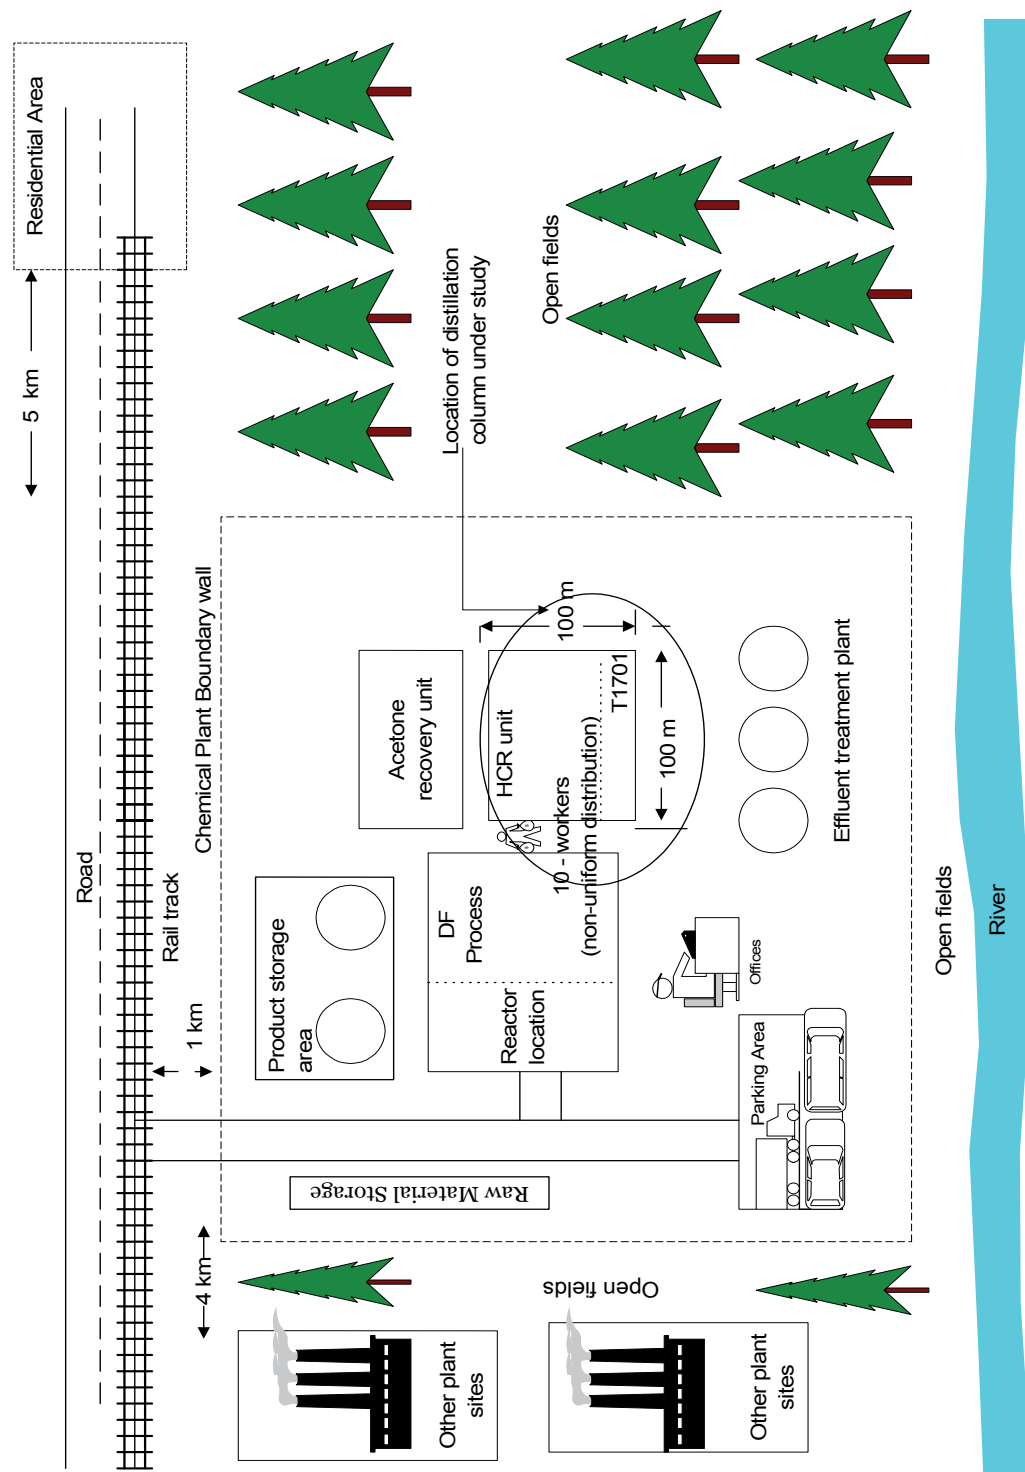 Residential Area
5 km
Road
Rail track
1 km
4 km
Chemical Plant Boundary wall
Product storage
area
Acetone
recovery unit
Location of distillation
column under study
Open fields
DF
Process
Reactor
location
HCR unit
100 m
T1701
100 m
10 - workers
(non-uniform distribution)
Raw Material Storage
Offices
Parking Area
Effluent treatment plant
Open fields
Other plant
sites
Other plant
sites
Open fields
River